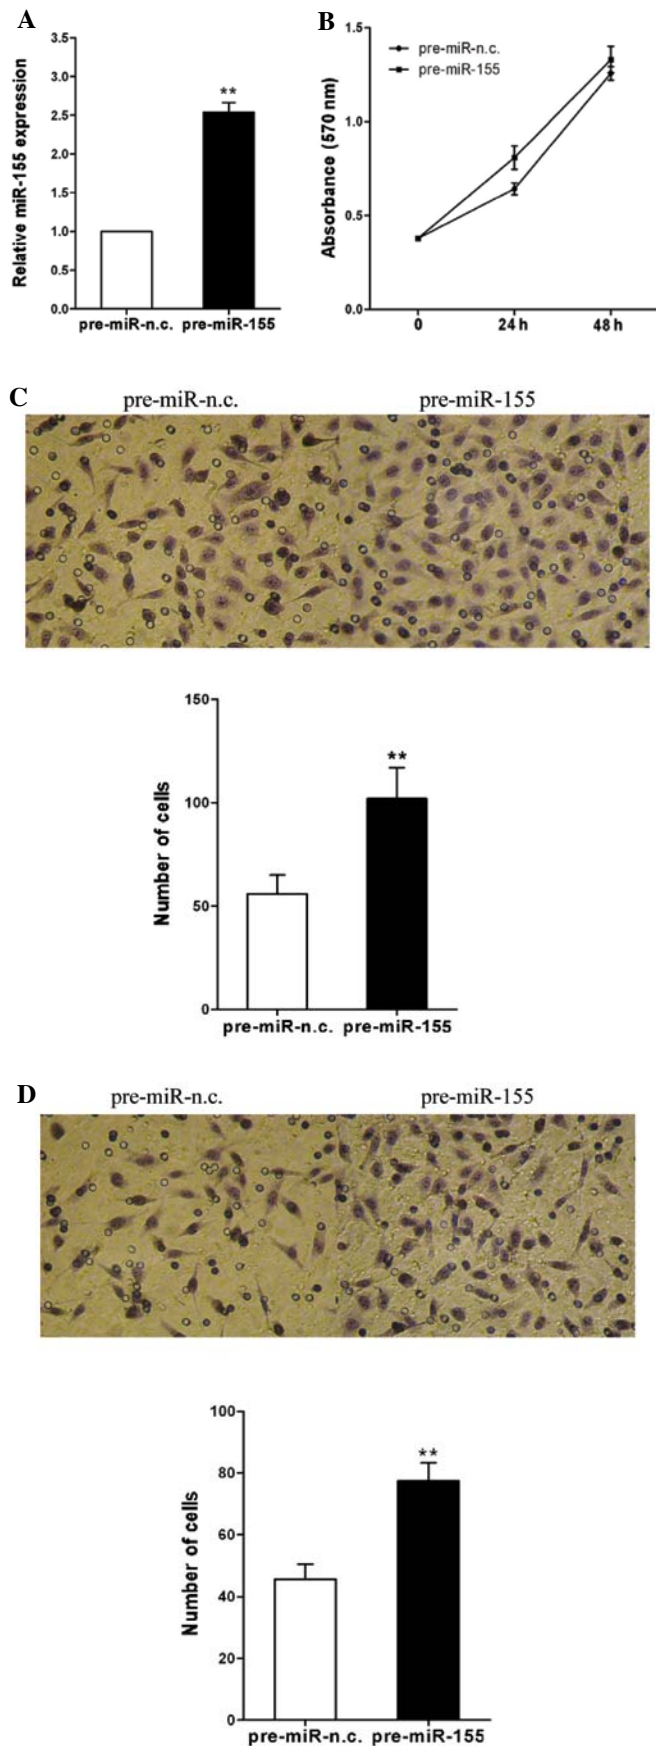 A
Relative miR-155 expression
3.5
3.0
2.5
2.0
1.5
1.0
0.5
0.0
**
pre-miR-n.c.
pre-miR-155
B
Absorbance (570 nm)
1.5
1.0
0.5
0.0
pre-miR-n.c.
pre-miR-155
0
24 h
48 h
C
pre-miR-n.c.
pre-miR-155
Number of cells
150
100
50
0
**
pre-miR-n.c.
pre-miR-155
D
pre-miR-n.c.
pre-miR-155
Number of cells
100
80
60
40
20
0
**
pre-miR-n.c.
pre-miR-155